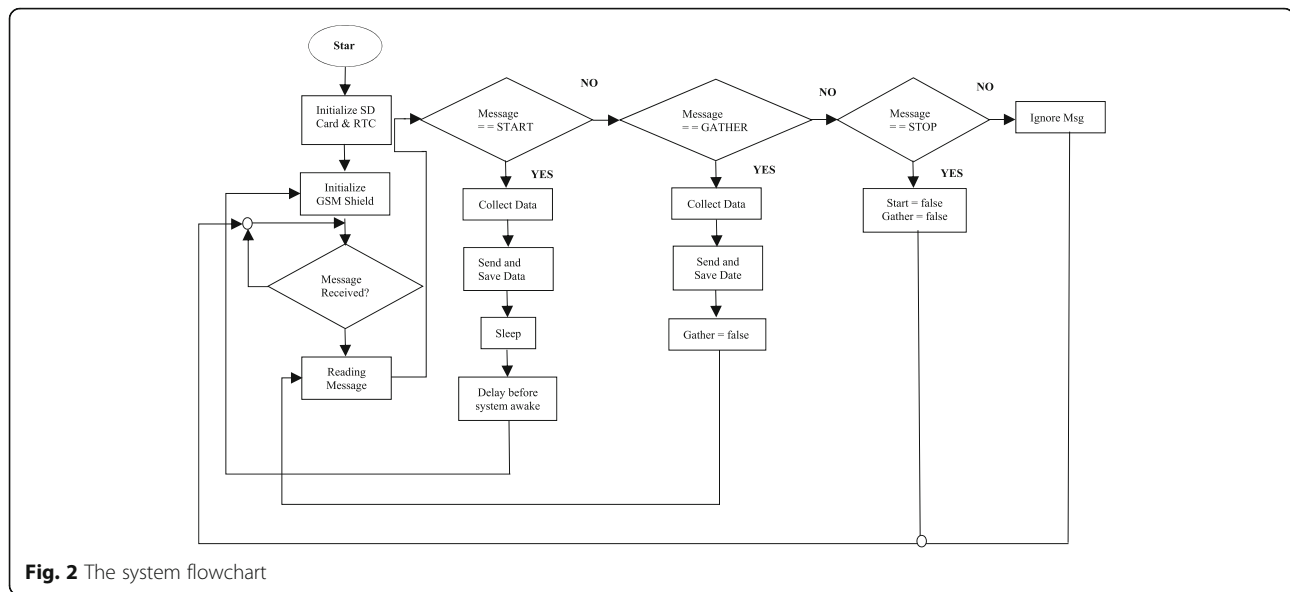 Star
Initialize SD
Card & RTC
Initialize
GSM Shield
Message
Received?
Reading
Message
Message
= = START
NO
YES
Collect Data
Send and
Save Data
Sleep
Delay before
system awake
Message
= = GATHER
NO
YES
Collect Data
Send and
Save Date
Gather = false
Message
= = STOP
NO
YES
Start = false
Gather = false
Ignore Msg
Fig. 2 The system flowchart